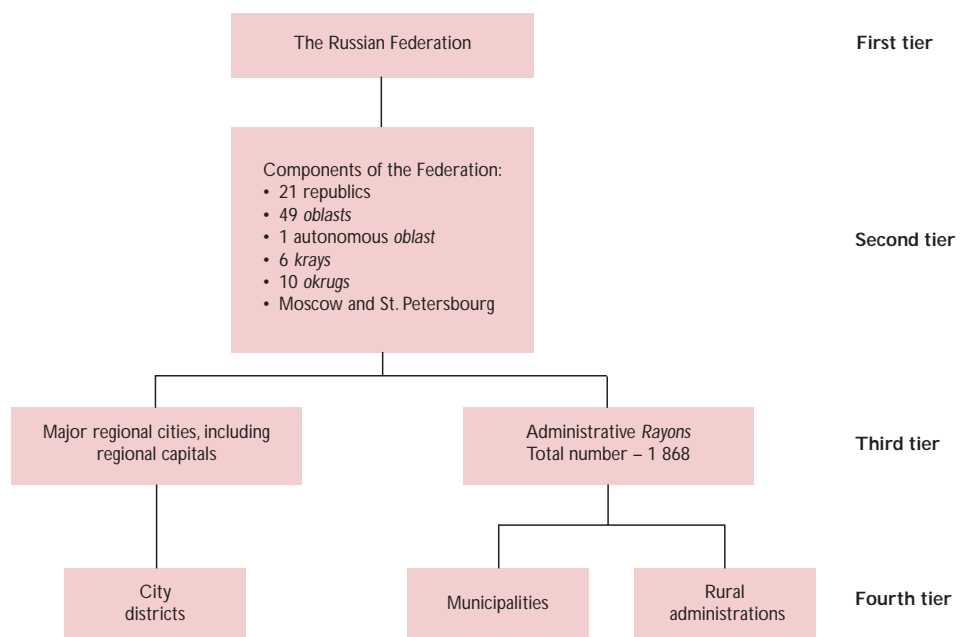 The Russian Federation
First tier
Components of the Federation:
• 21 republics
• 49 oblasts
• 1 autonomous oblast
• 6 krays
• 10 okrugs
• Moscow and St. Petersbourg
Second tier
Major regional cities, including
regional capitals
Administrative Rayons
Total number – 1 868
Third tier
City
districts
Municipalities
Rural
administrations
Fourth tier